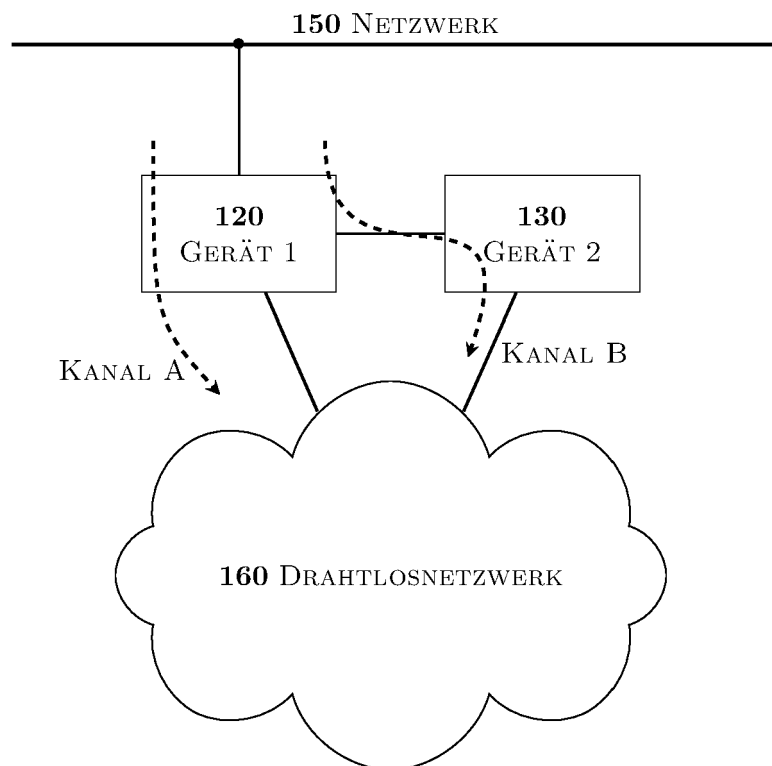 150 NETZWERK
120
GERÄT 1
130
GERÄT 2
KANAL A
KANAL B
160 DRAHTLOSNETZWERK